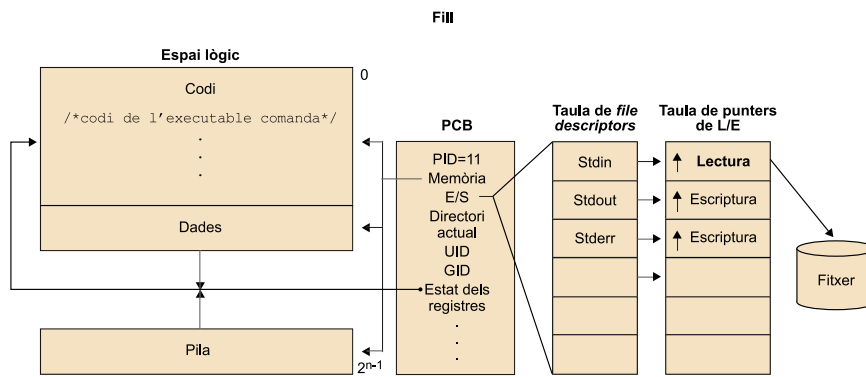 Fill
Espai lògic
0
Codi
/*codi de l'executable comanda*/
.
.
.
.
Dades
Pila
2ⁿ⁻¹
PCB
PID=11
Memòria
E/S
Directori
actual
UID
GID
Estat dels
registres
.
.
.
Taula de file
descriptors
Stdin
Stdout
Stderr
Taula de punters
de L/E
Lectura
Escriptura
Escriptura
Fitxer